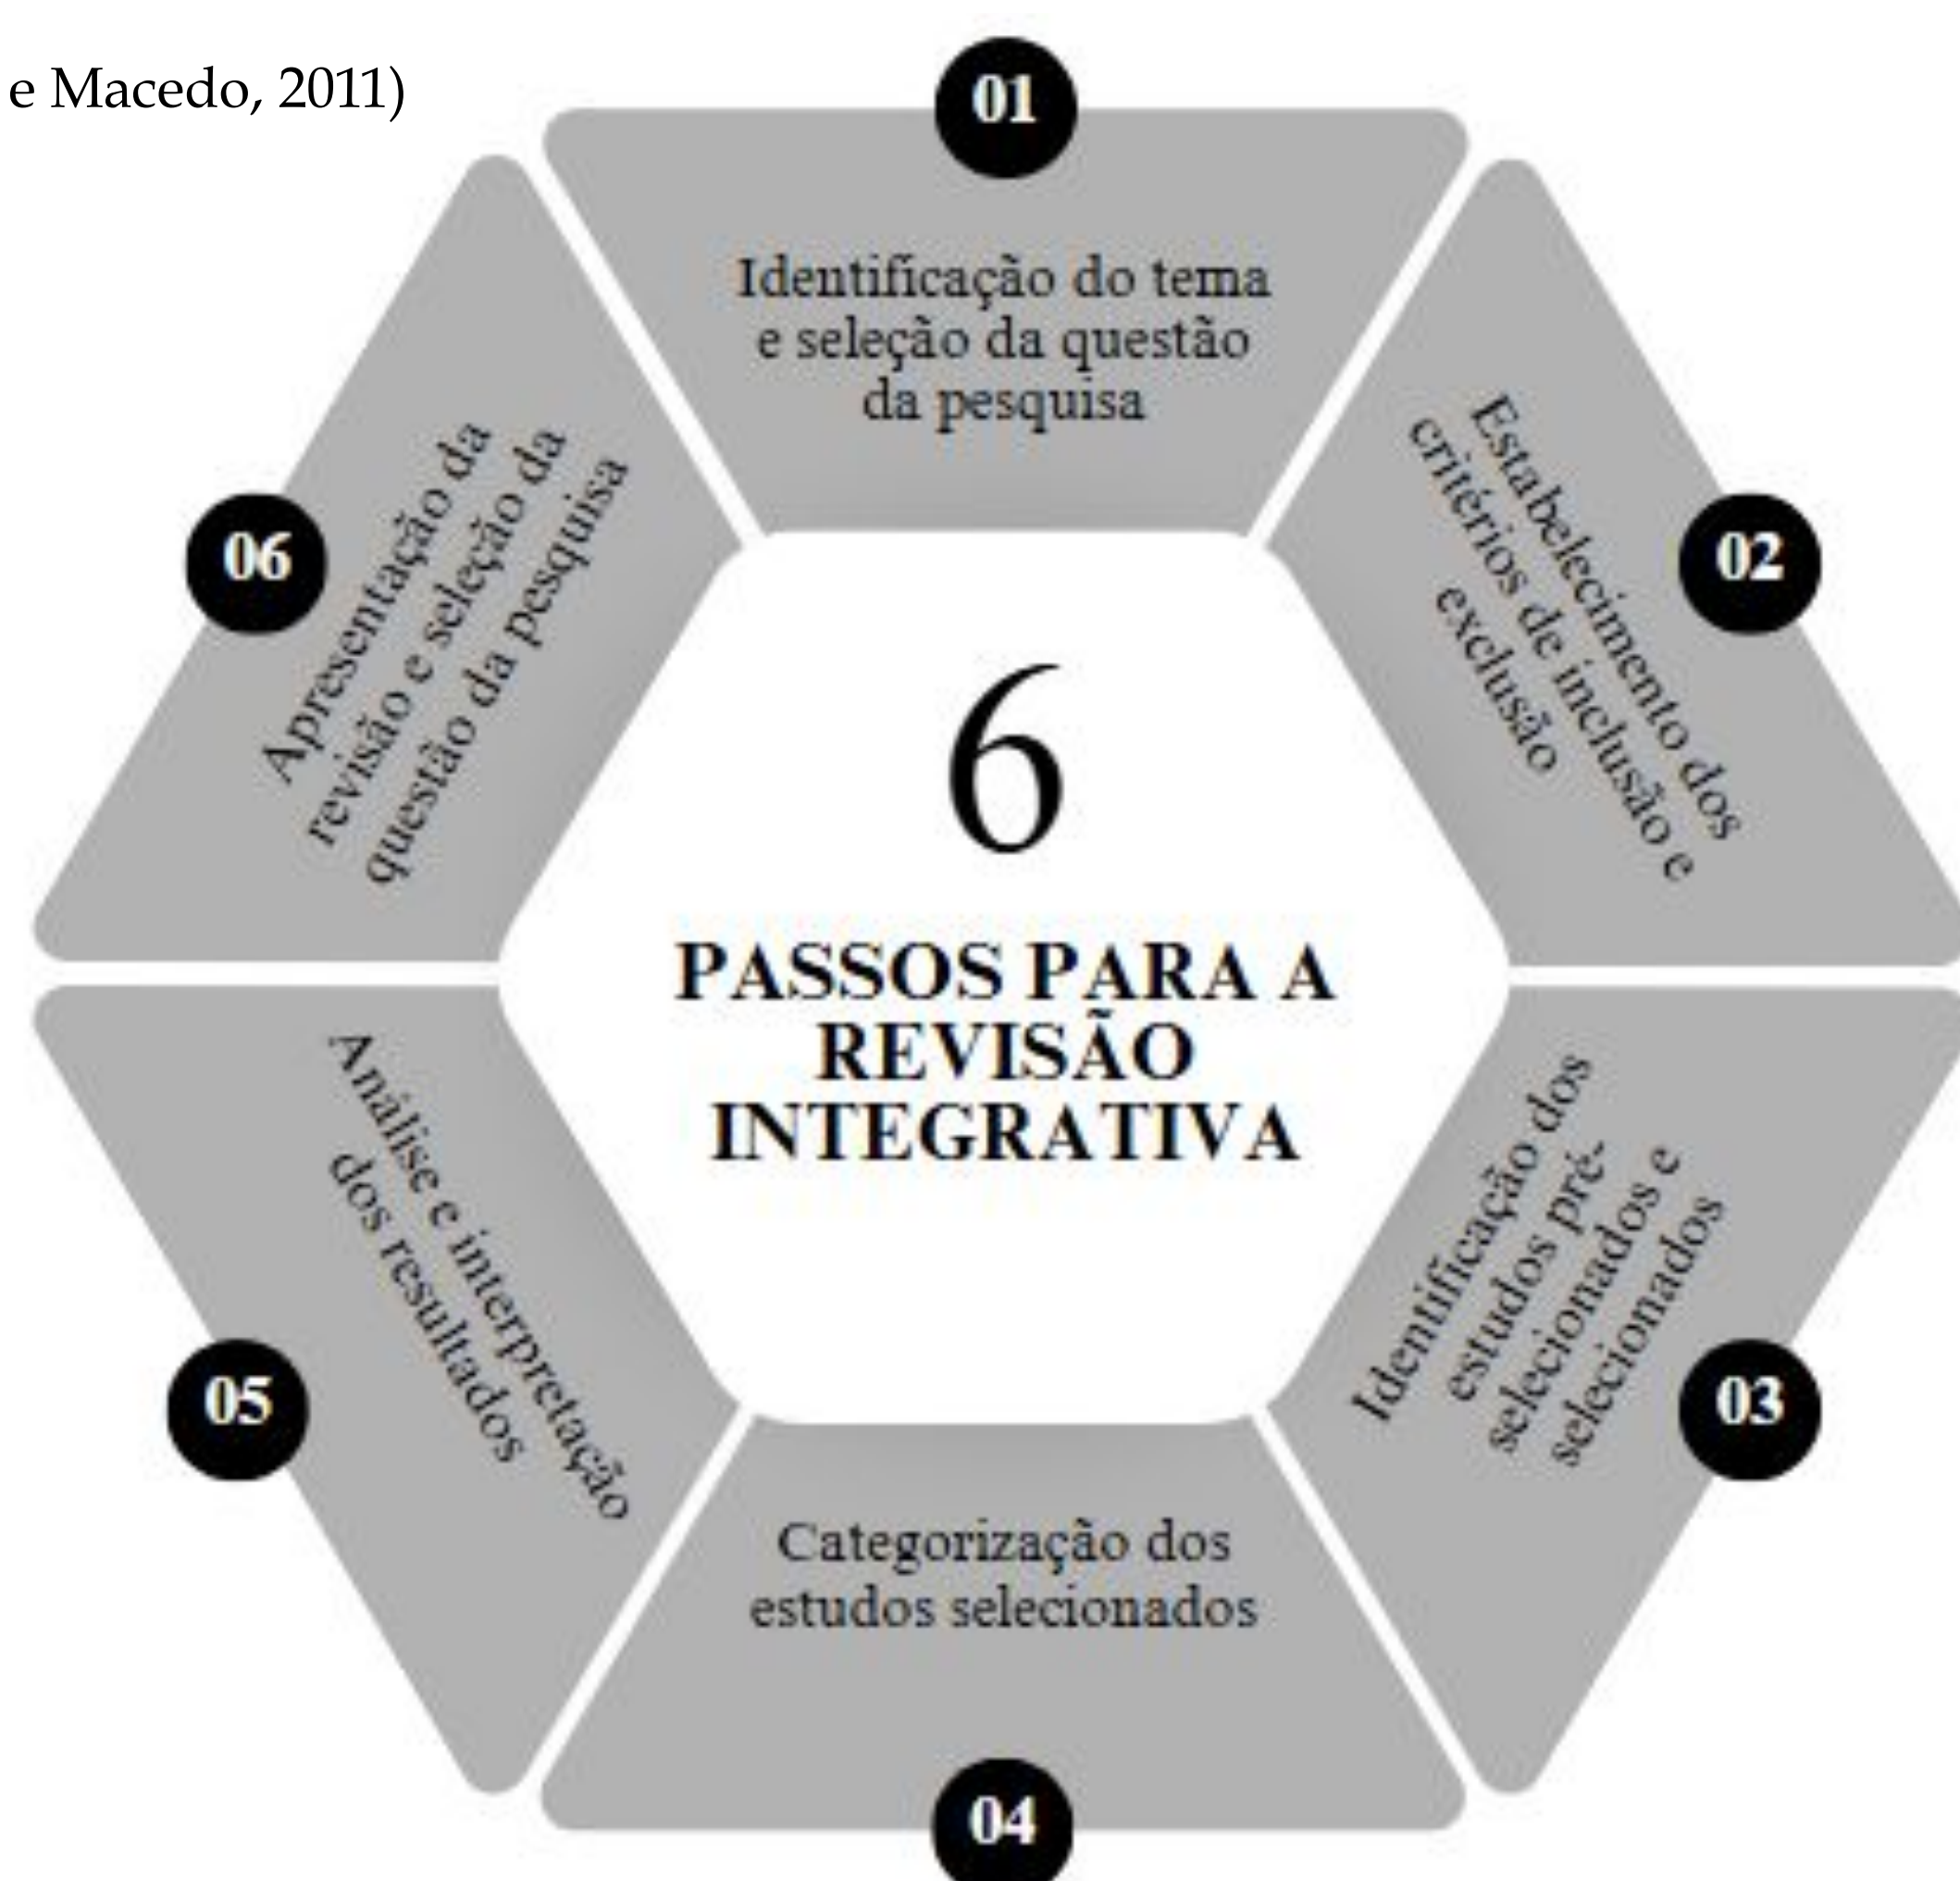 e Macedo, 2011)
01
Identificação do tema
e seleção da questão
da pesquisa
02
Estabelecimento dos
critérios de inclusão e
exclusão
03
Identificação dos
estudos pré-
selecionados e
selecionados
04
Categorização dos
estudos selecionados
05
Análise e interpretação
dos resultados
06
Apresentação da
revisão e seleção da
questão da pesquisa
6
PASSOS PARA A
REVISÃO
INTEGRATIVA